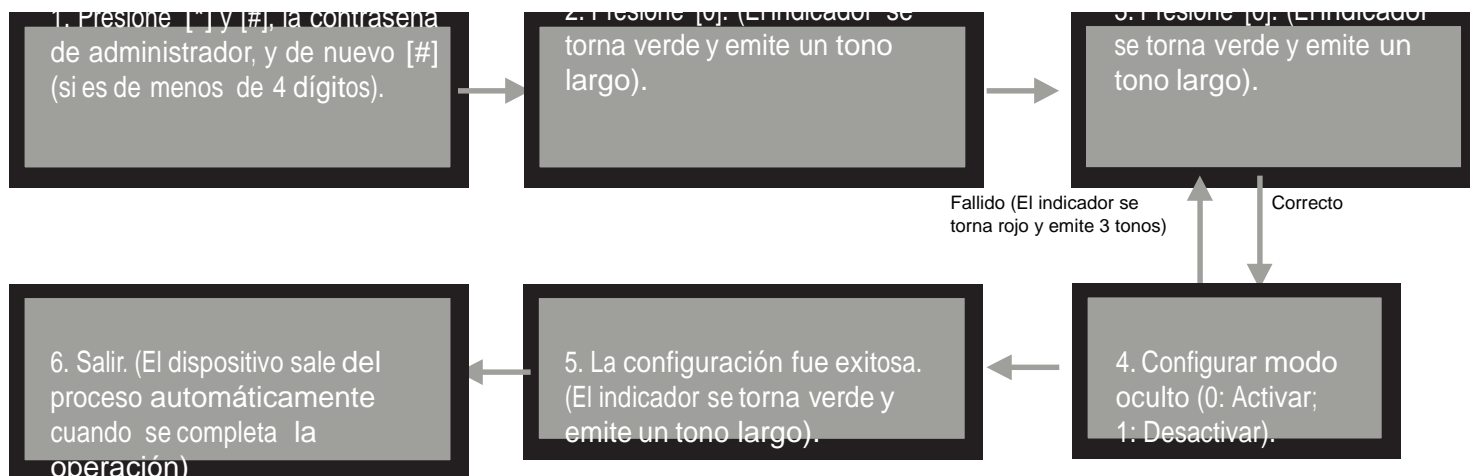 1. Presione [*] y [#], la contraseña
de administrador, y de nuevo [#]
(si es de menos de 4 dígitos).
2. Presione [0]. (El indicador se
torna verde y emite un tono
largo).
3. Presione [0]. (El indicador
se torna verde y emite un
tono largo).
Fallido (El indicador se
torna rojo y emite 3 tonos)
Correcto
4. Configurar modo
oculto (0: Activar;
1: Desactivar).
5. La configuración fue exitosa.
(El indicador se torna verde y
emite un tono largo).
6. Salir. (El dispositivo sale del
proceso automáticamente
cuando se completa la
operación)